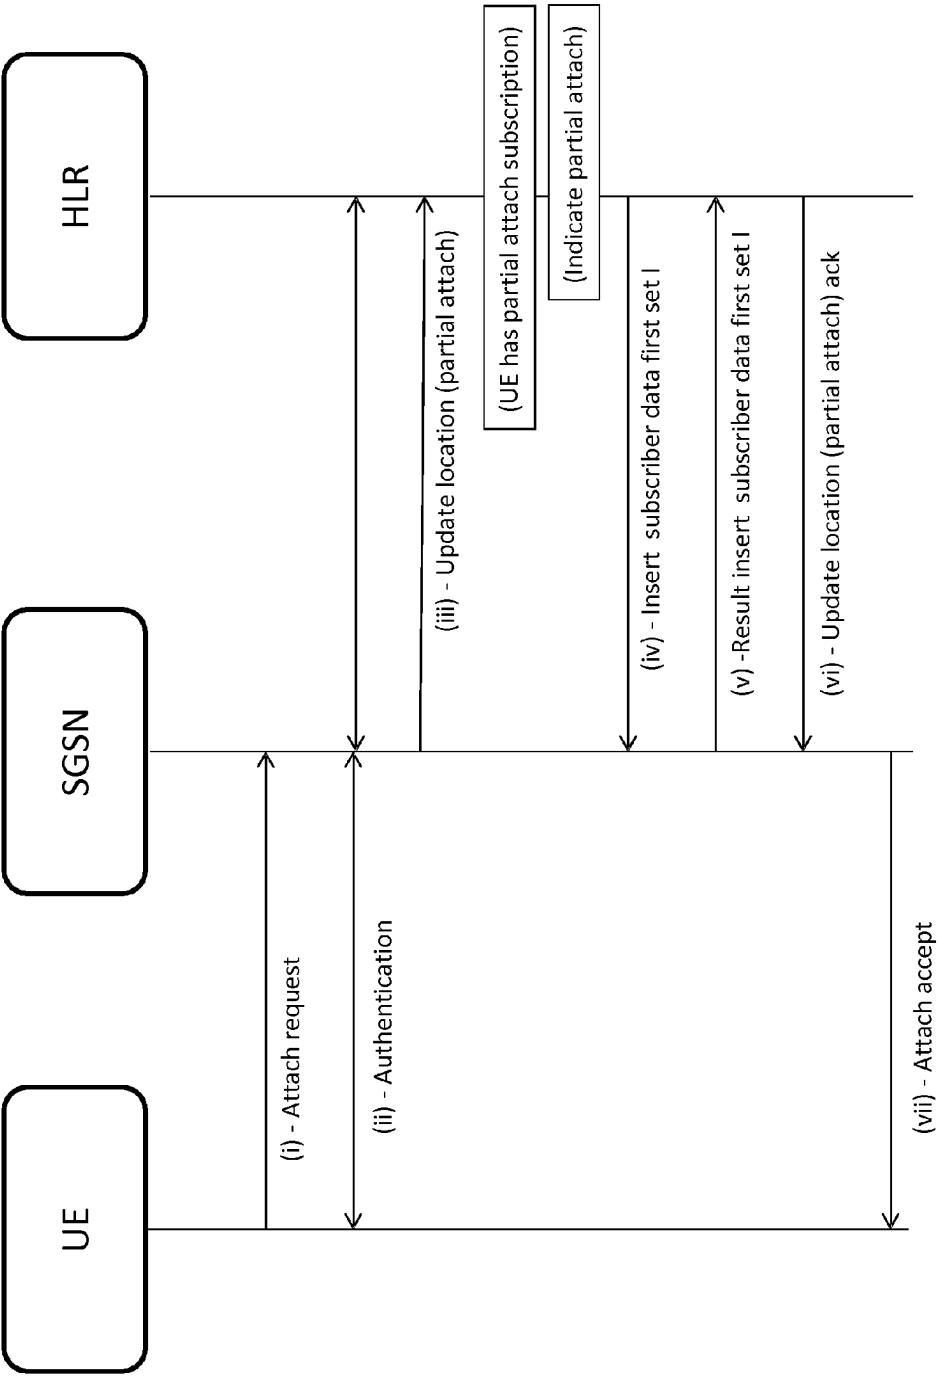 UE
SGSN
HLR
(i) - Attach request
(ii) - Authentication
(iii) - Update location (partial attach)
(UE has partial attach subscription)
(Indicate partial attach)
(iv) - Insert subscriber data first set I
(v) -Result insert subscriber data first set I
(vi) - Update location (partial attach) ack
(vii) - Attach accept